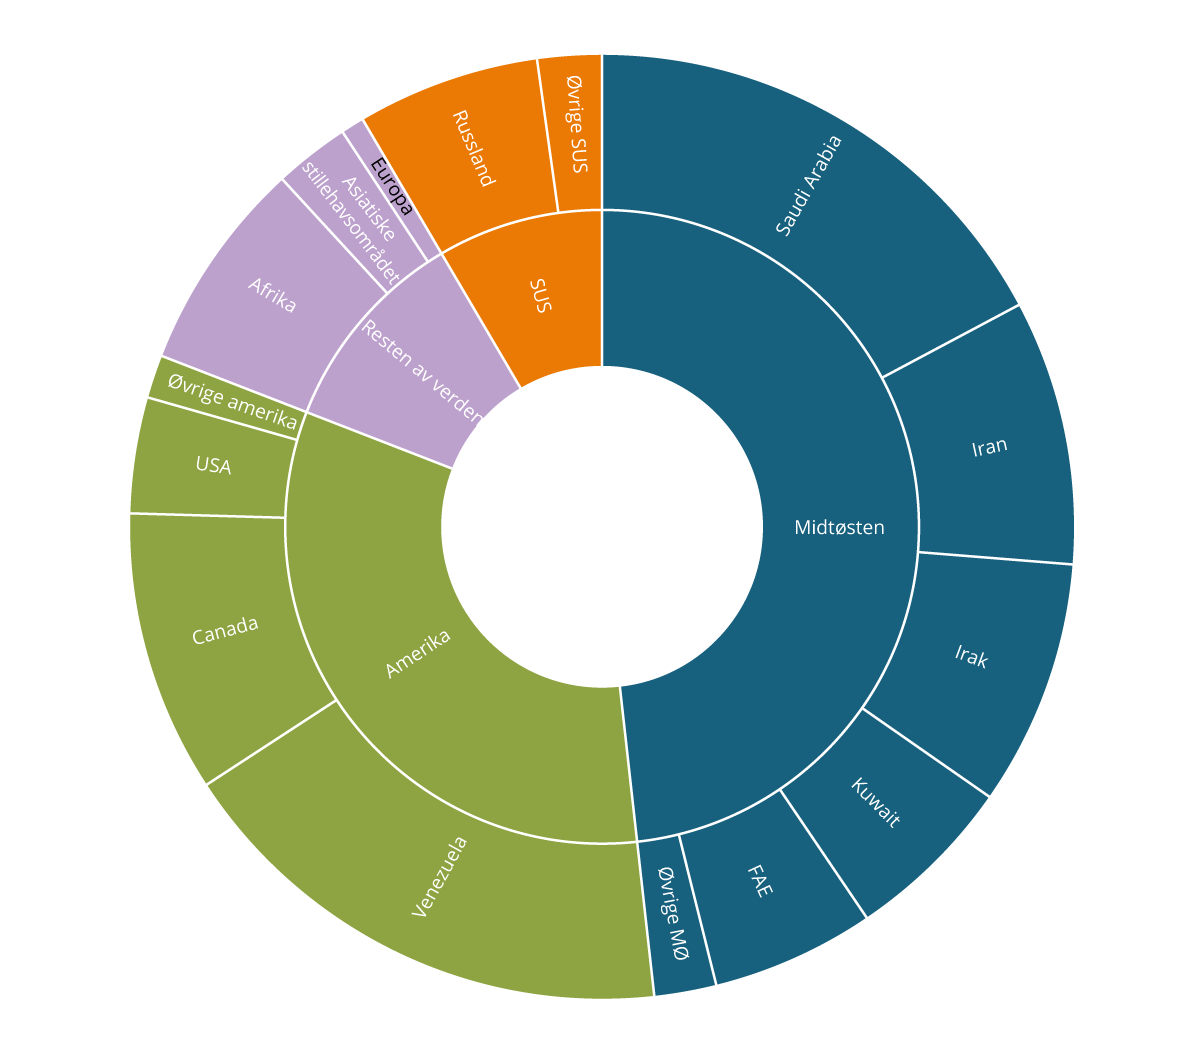 Midtøsten
Saudi Arabia
Iran
Irak
Kuwait
FAE
Øvrige MØ
Amerika
Venezuela
Canada
USA
Øvrige amerika
Resten av verden
Afrika
Asiatiske
stillehavsområdet
Europa
SUS
Russland
Øvrige SUS